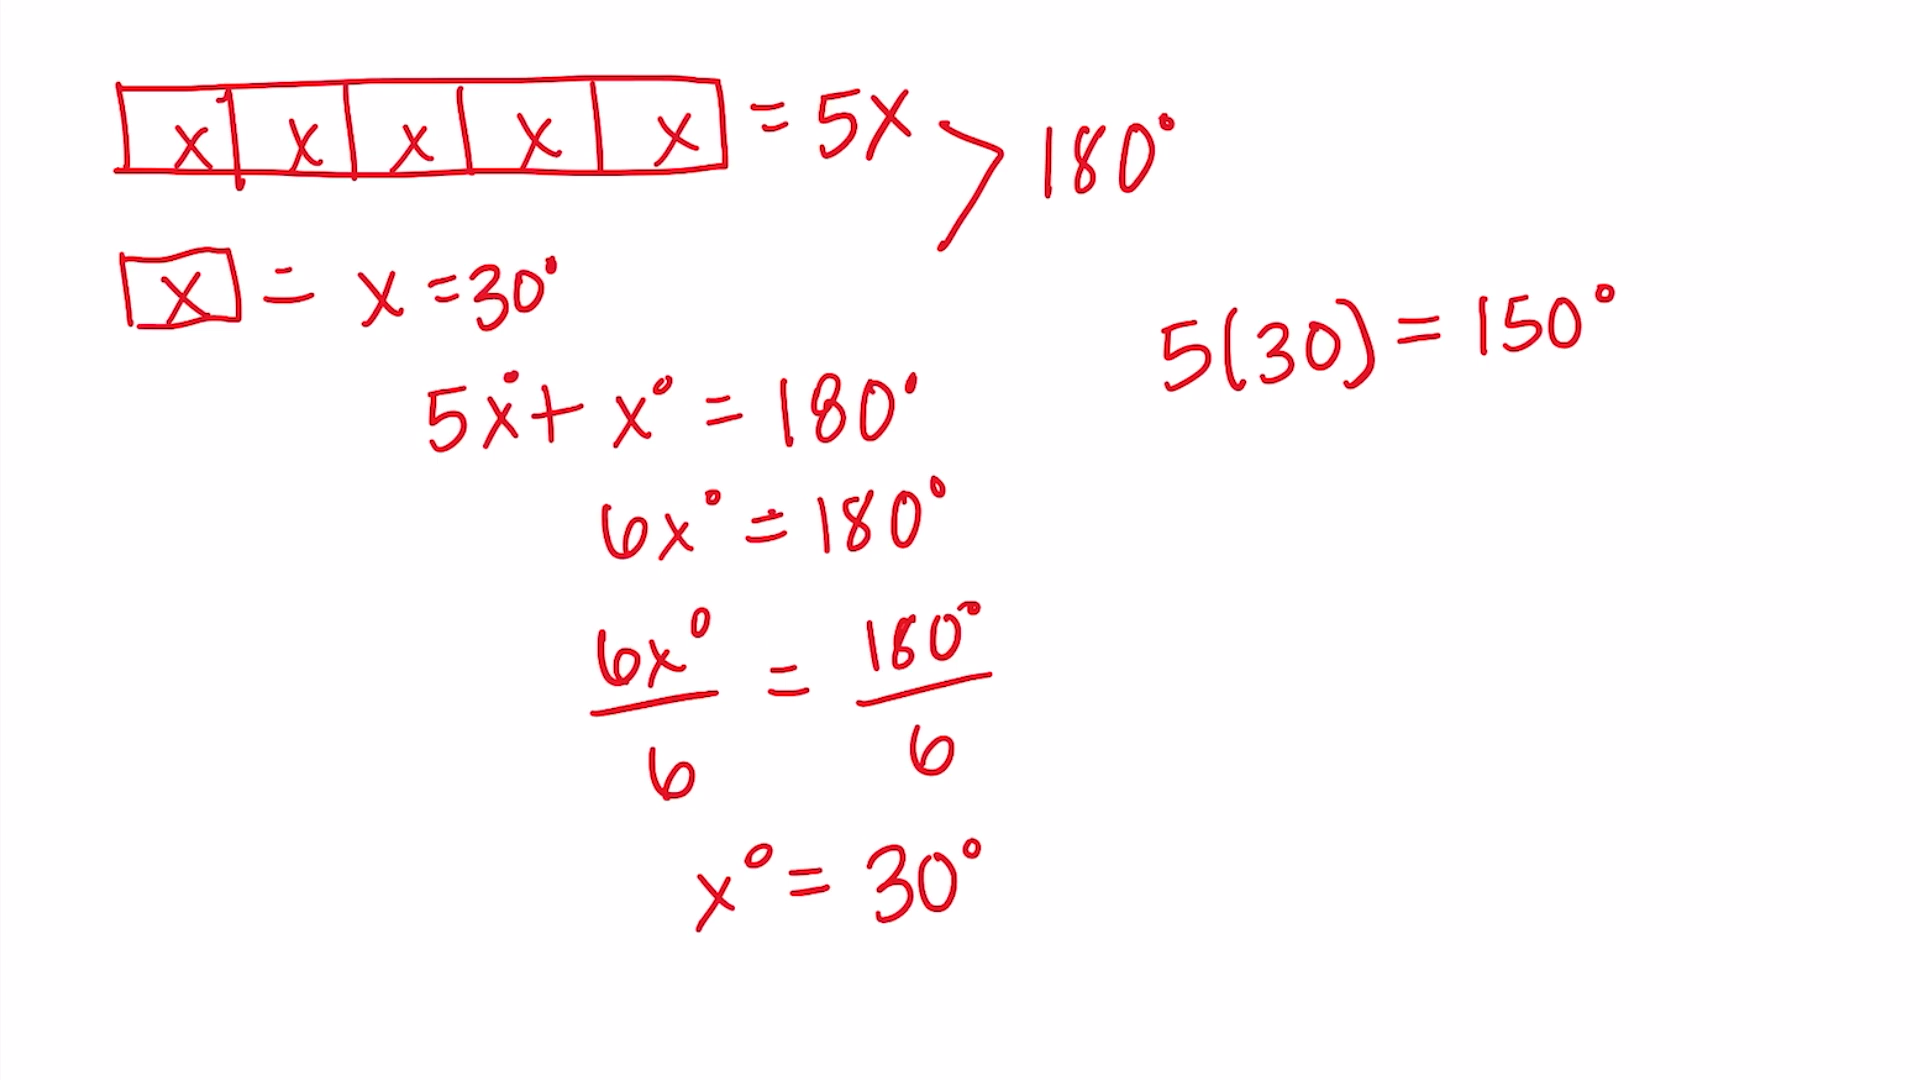 x x x x x = 5x
180°
x = x = 30°
5(30) = 150°
5x° + x° = 180°
6x° = 180°
6x° = 180°
6 6
x° = 30°